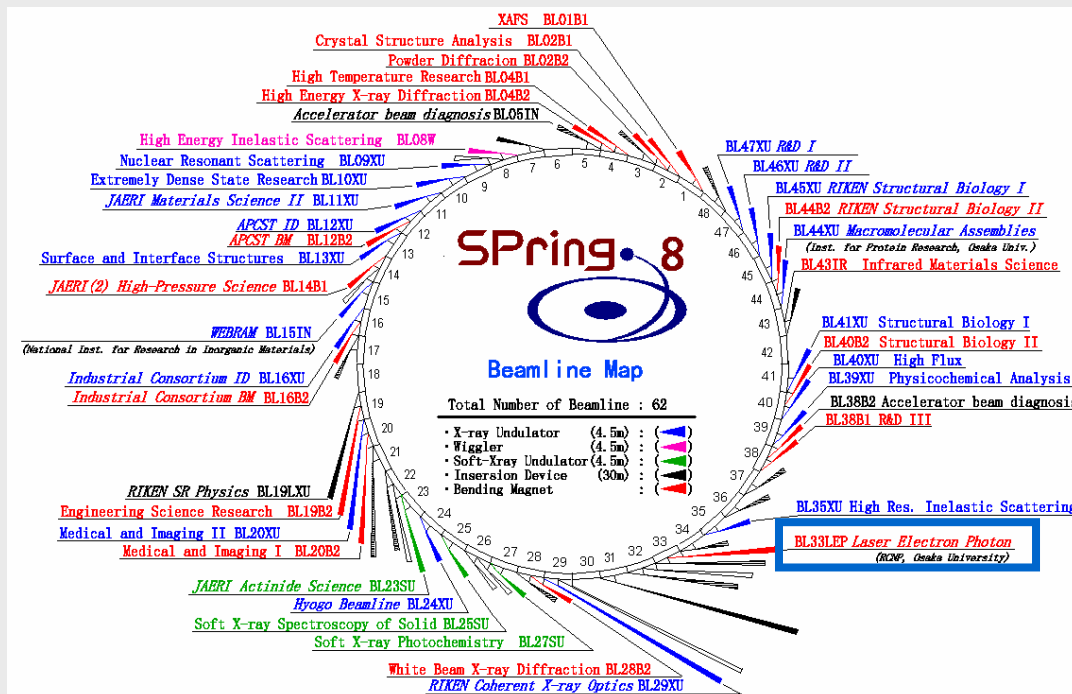 XAFS BL01B1
Crystal Structure Analysis BL02B1
Powder Diffracion BL02B2
High Temperature Research BL04B1
High Energy X-ray Diffraction BL04B2
Accelerator beam diagnosis BL05IN
High Energy Inelastic Scattering BL08W
Nuclear Resonant Scattering BL09XU
Extremely Dense State Research BL10XU
JAERI Materials Science II BL11XU
APCST ID BL12XU
APCST BM BL12B2
Surface and Interface Structures BL13XU
JAERI(2) High-Pressure Science BL14B1
WEBRAM BL15IN
(National Inst. for Research in Inorganic Materials)
Industrial Consortium ID BL16XU
Industrial Consortium BM BL16B2
RIKEN SR Physics BL19LXU
Engineering Science Research BL19B2
Medical and Imaging II BL20XU
Medical and Imaging I BL20B2
JAERI Actinide Science BL23SU
Hyogo Beamline BL24XU
Soft X-ray Spectroscopy of Solid BL25SU
Soft X-ray Photochemistry BL27SU
White Beam X-ray Diffraction BL28B2
RIKEN Coherent X-ray Optics BL29XU
BL47XU R&D I
BL46XU R&D II
BL45XU RIKEN Structural Biology I
BL44B2 RIKEN Structural Biology II
BL44XU Macromolecular Assemblies
(Inst. for Protein Research, Osaka Univ.)
BL43IR Infrared Materials Science
BL41XU Structural Biology I
BL40B2 Structural Biology II
BL40XU High Flux
BL39XU Physicochemical Analysis
BL38B2 Accelerator beam diagnosis
BL38B1 R&D III
BL35XU High Res. Inelastic Scattering
BL33LEP Laser Electron Photon
(RCNP, Osaka University)
SPring.8
Beamline Map
Total Number of Beamline : 62
・X-ray Undulator (4.5m) : ( )
・Wiggler (4.5m) : ( )
・Soft-Xray Undulator(4.5m) : ( )
・Insersion Device (30m) : ( )
・Bending Magnet : ( )
1
2
3
4
5
6
7
8
9
10
11
12
13
14
15
16
17
18
19
20
21
22
23
24
25
26
27
28
29
30
31
32
33
34
35
36
37
38
39
40
41
42
43
44
45
46
47
48